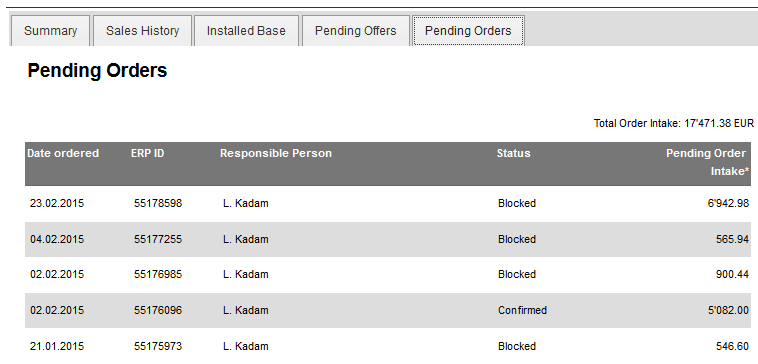 Summary Sales History Installed Base Pending Offers Pending Orders
Pending Orders
Total Order Intake: 17'471.38 EUR
Date ordered ERP ID Responsible Person Status Pending Order
Intake*
23.02.2015 55178598 L. Kadam Blocked 6'942.98
04.02.2015 55177255 L. Kadam Blocked 565.94
02.02.2015 55176985 L. Kadam Blocked 900.44
02.02.2015 55176096 L. Kadam Confirmed 5'082.00
21.01.2015 55175973 L. Kadam Blocked 546.60